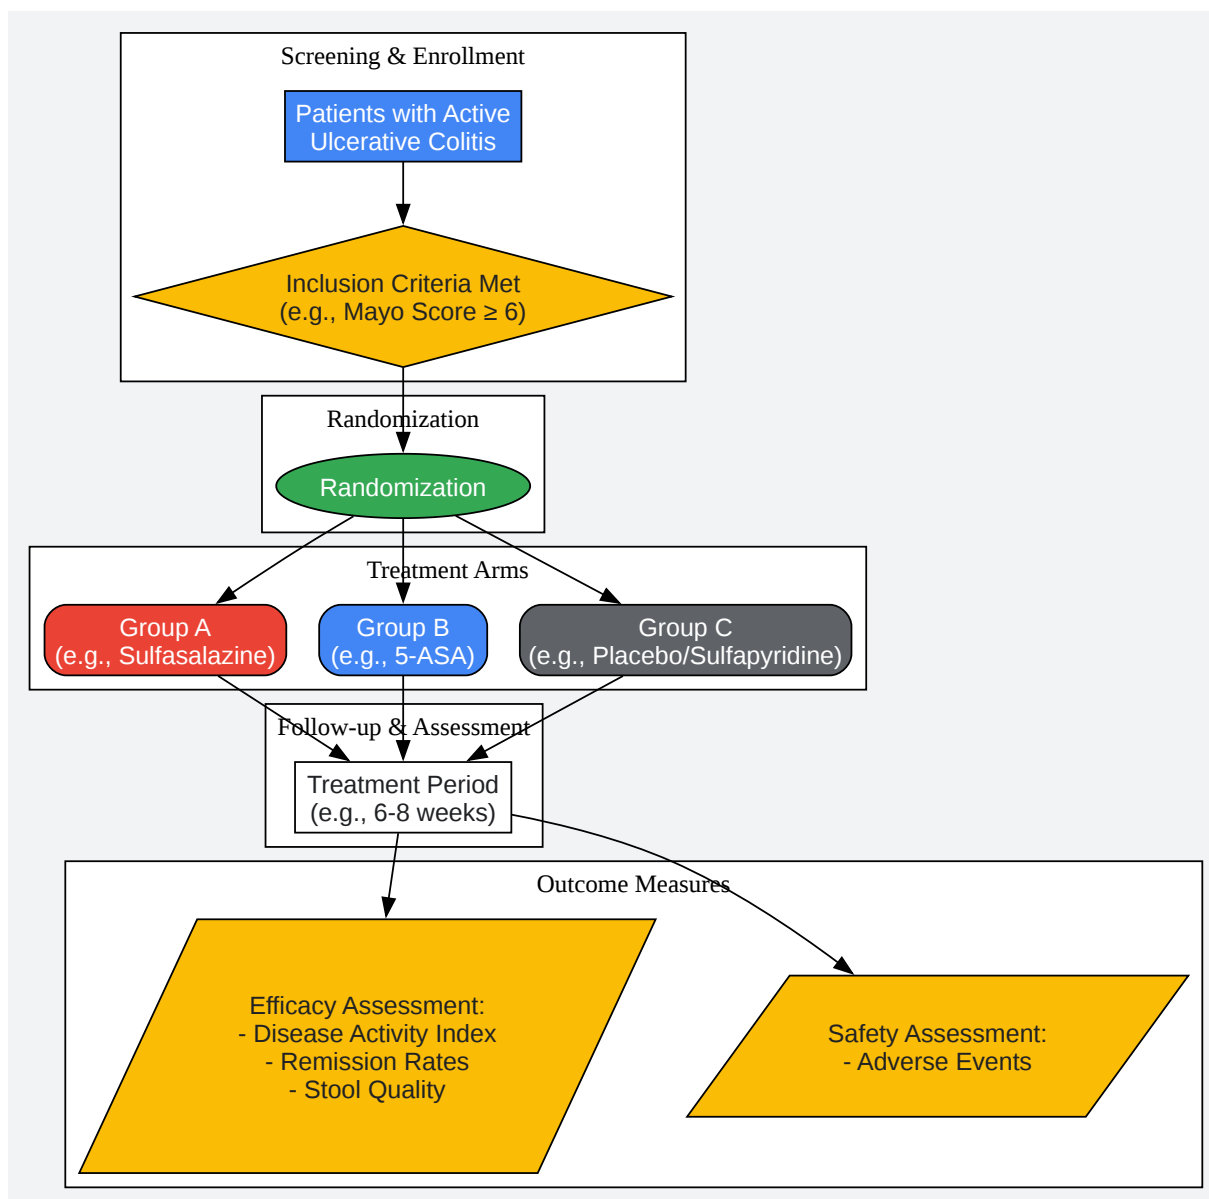 Screening & Enrollment
Patients with Active
Ulcerative Colitis
Inclusion Criteria Met
(e.g., Mayo Score ≥ 6)
Randomization
Randomization
Treatment Arms
Group A
(e.g., Sulfasalazine)
Group B
(e.g., 5-ASA)
Group C
(e.g., Placebo/Sulfapyridine)
Follow-up & Assessment
Treatment Period
(e.g., 6-8 weeks)
Outcome Measures
Efficacy Assessment:
- Disease Activity Index
- Remission Rates
- Stool Quality
Safety Assessment:
- Adverse Events